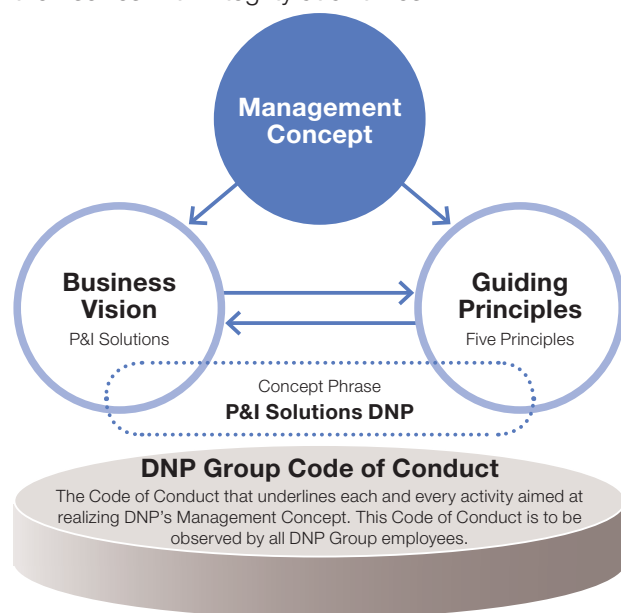 Management
Concept
Business
Vision
P&I Solutions
Guiding
Principles
Five Principles
Concept Phrase
P&I Solutions DNP
DNP Group Code of Conduct
The Code of Conduct that underlines each and every activity aimed at
realizing DNP's Management Concept. This Code of Conduct is to be
observed by all DNP Group employees.